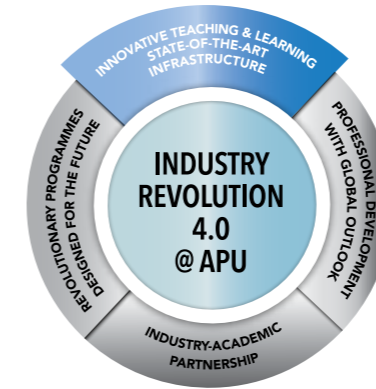 INNOVATIVE TEACHING & LEARNING
STATE-OF-THE-ART
INFRASTRUCTURE
PROFESSIONAL DEVELOPMENT
WITH GLOBAL OUTLOOK
INDUSTRY-ACADEMIC
PARTNERSHIP
REVOLUTIONARY PROGRAMMES
DESIGNED FOR THE FUTURE
INDUSTRY
REVOLUTION
4.0
@ APU